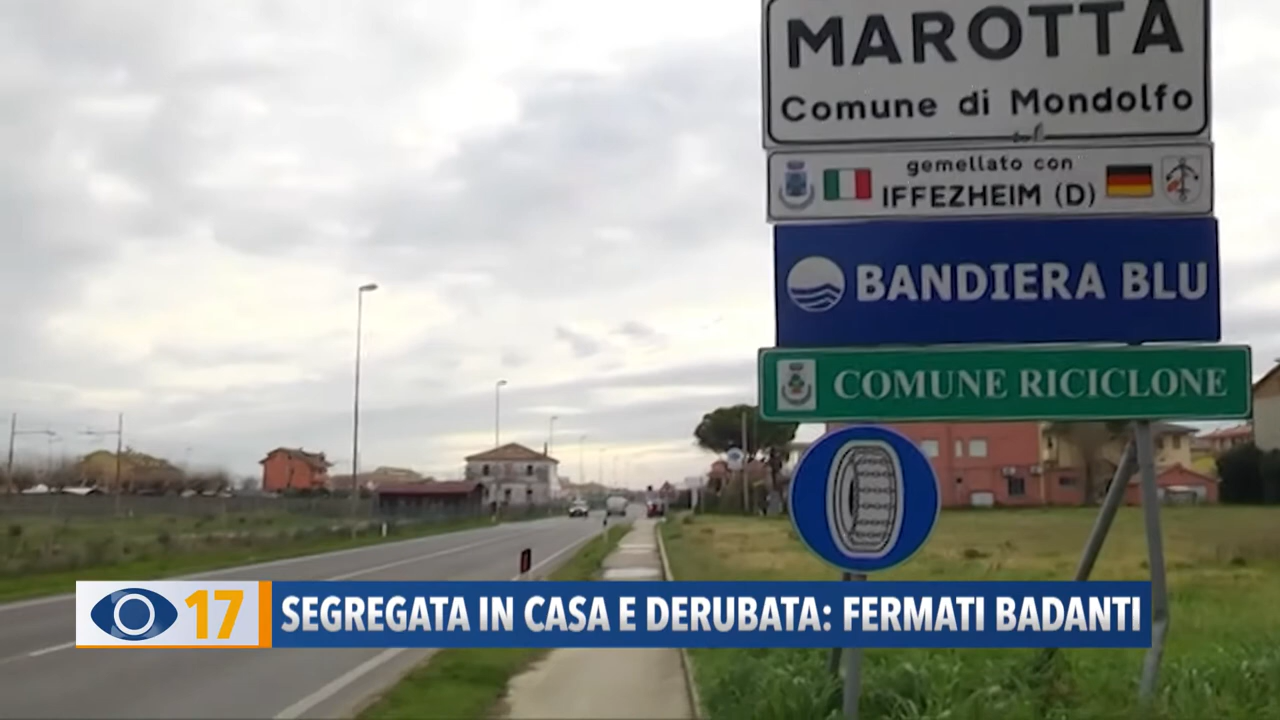 MAROTTA
Comune di Mondolfo
gemellato con
IFFEZHEIM (D)
BANDIERA BLU
COMUNE RICICLONE
17 SEGREGATA IN CASA E DERUBATA: FERMATI BADANTI